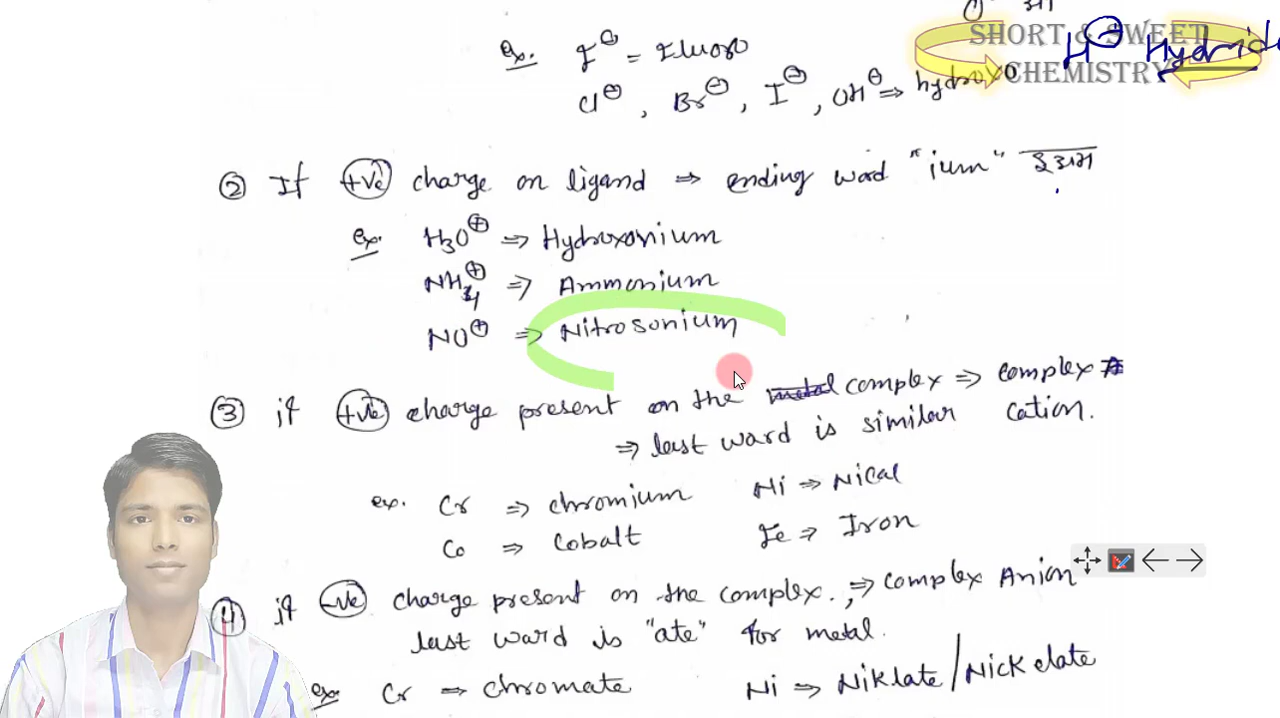 SHORT & SWEET
CHEMISTRY
H⊖ Hydride
ex. F⊖ = Fluoro
Cl⊖, Br⊖, I⊖, OH⊖ ⇒ hydroxo
② If +ve charge on ligand ⇒ ending word "ium"
ex. H3O⊕ ⇒ Hydroxonium
NH4⊕ ⇒ Ammonium
NO⊕ ⇒ Nitrosonium
③ if +ve charge present on the metal complex ⇒ complex
⇒ last ward is similar cation.
ex. Cr ⇒ chromium Ni ⇒ Nical
Co ⇒ Cobalt Fe ⇒ Iron
④ if -ve charge present on the complex., ⇒ complex Anion
last ward is "ate" for metal.
ex. Cr ⇒ chromate Ni ⇒ Niklate / Nickelate